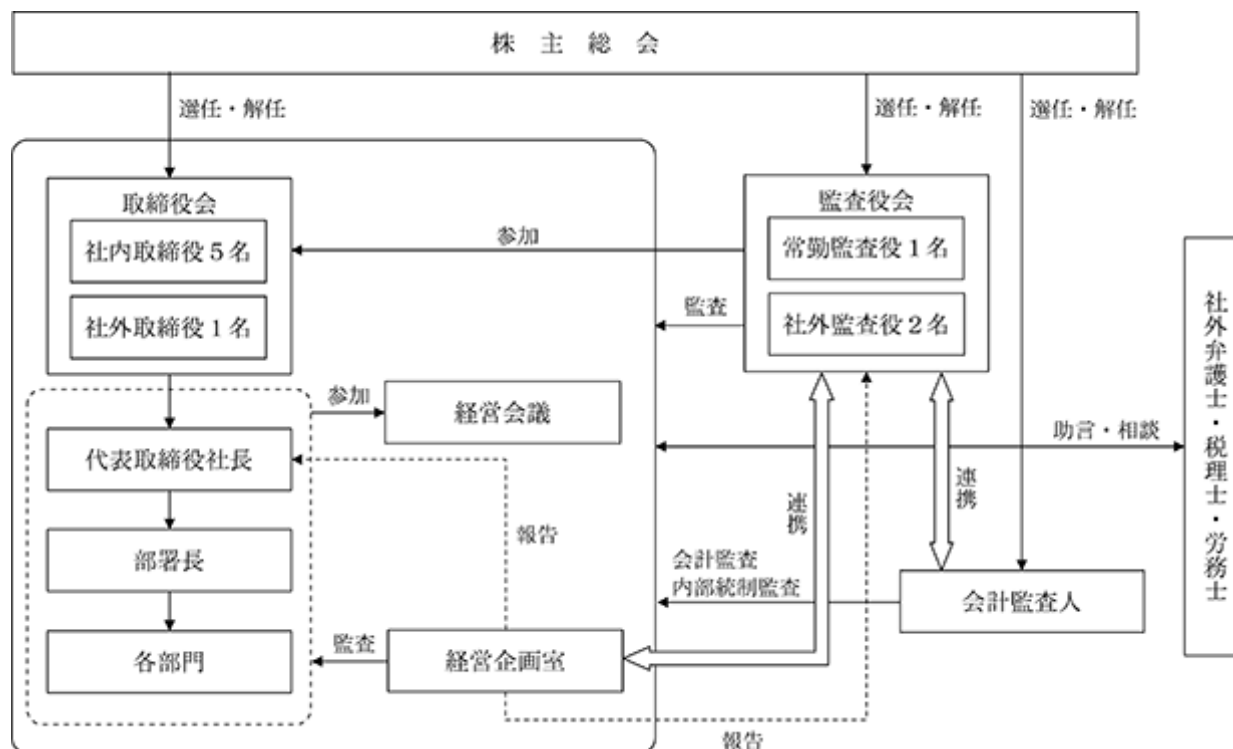 株主総会
選任・解任
選任・解任
選任・解任
取締役会
社内取締役5名
社外取締役1名
参加
監査役会
常勤監査役1名
社外監査役2名
監査
参加
経営会議
代表取締役社長
助言・相談
社外弁護士・税理士・労務士
報告
連携
連携
部署長
会計監査
内部統制監査
会計監査人
各部門
監査
経営企画室
報告